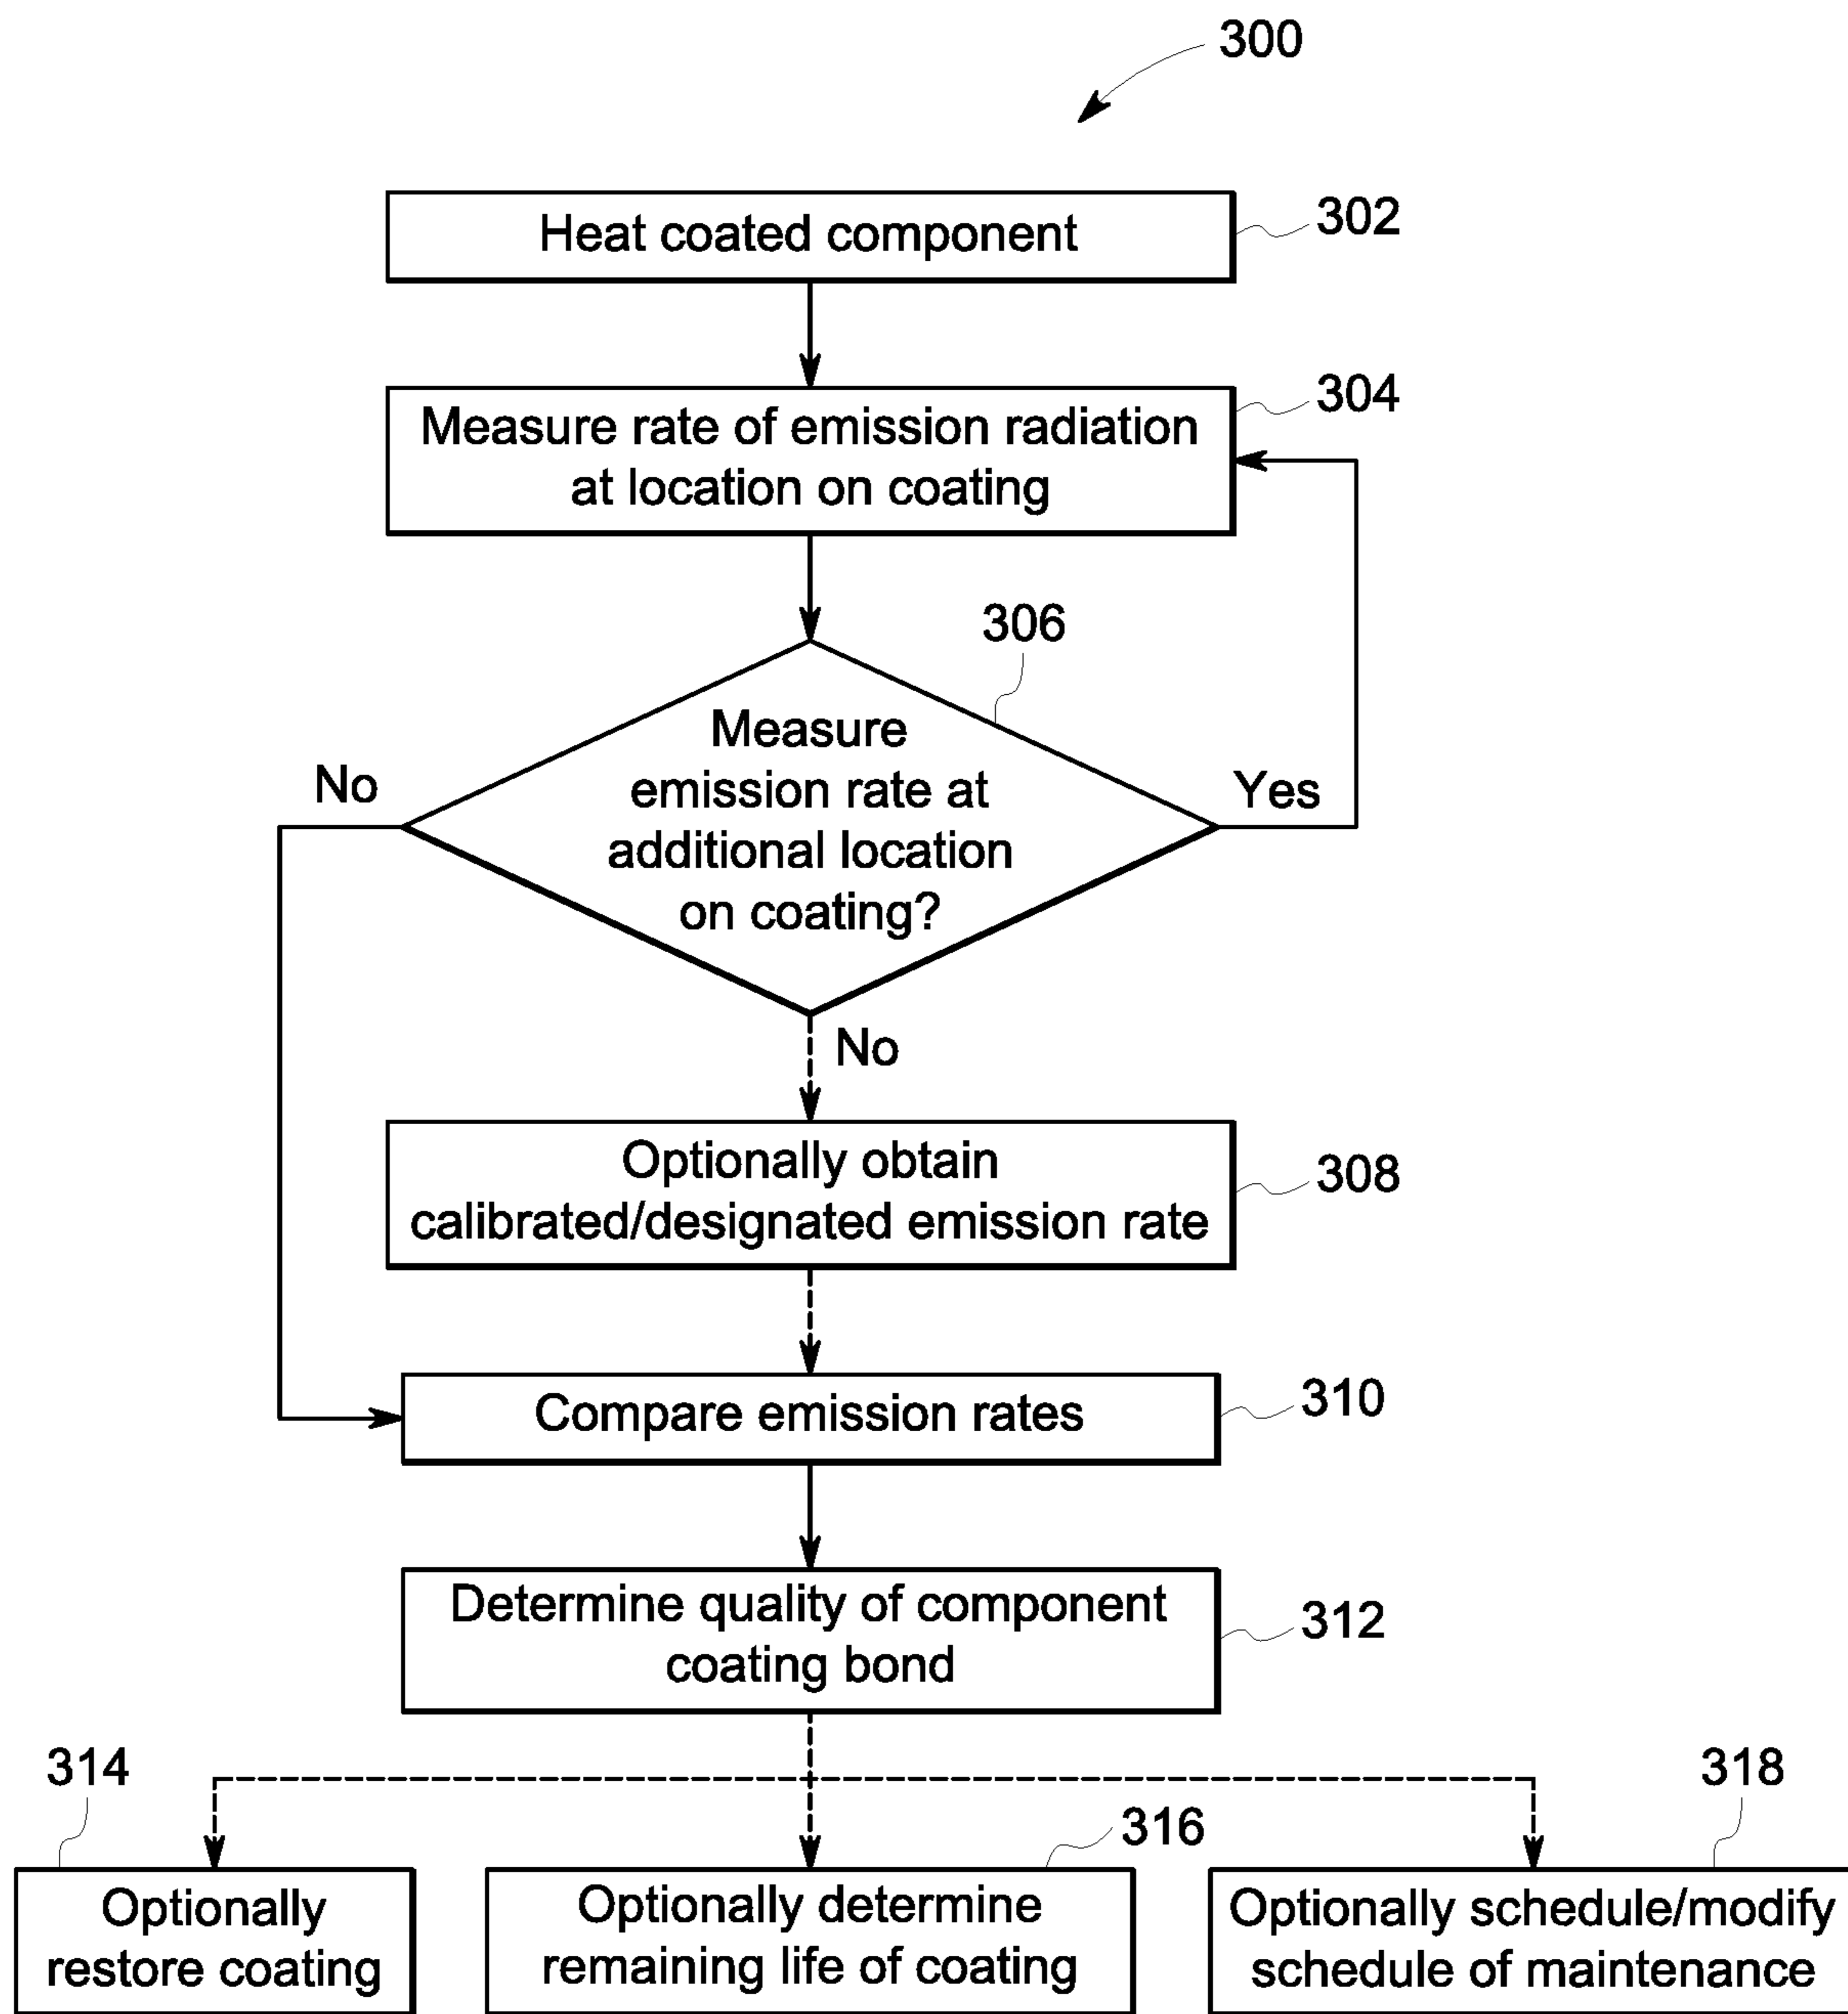 300
Heat coated component
302
Measure rate of emission radiation
at location on coating
304
306
Measure
emission rate at
additional location
on coating?
No
Yes
No
Optionally obtain
calibrated/designated emission rate
308
Compare emission rates
310
Determine quality of component
coating bond
312
314
Optionally
restore coating
316
Optionally determine
remaining life of coating
318
Optionally schedule/modify
schedule of maintenance